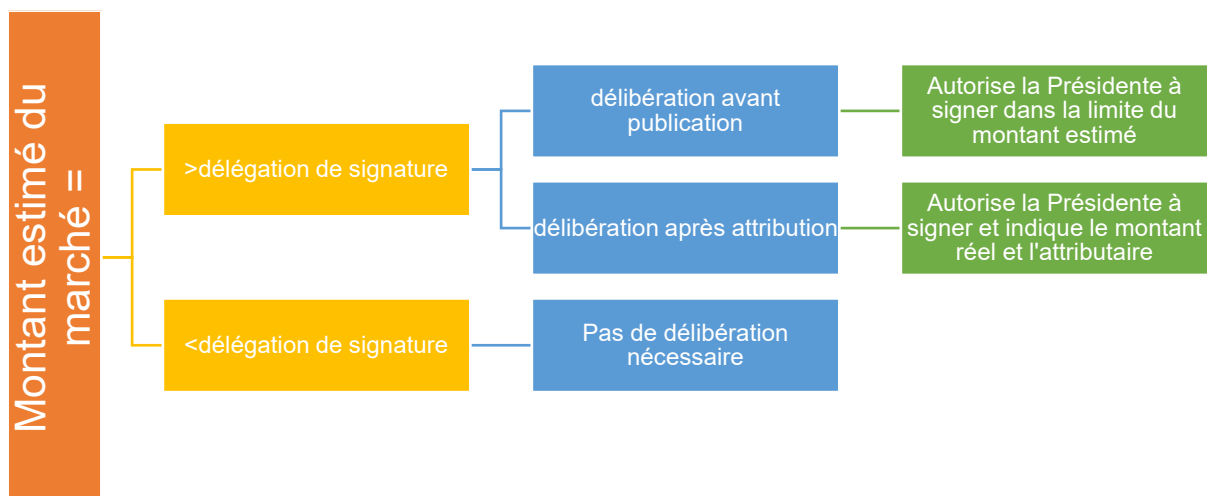 Montant estimé du
marché =
>délégation de signature
délibération avant
publication
Autorise la Présidente à
signer dans la limite du
montant estimé
délibération après attribution
Autorise la Présidente à
signer et indique le montant
réel et l'attributaire
<délégation de signature
Pas de délibération
nécessaire